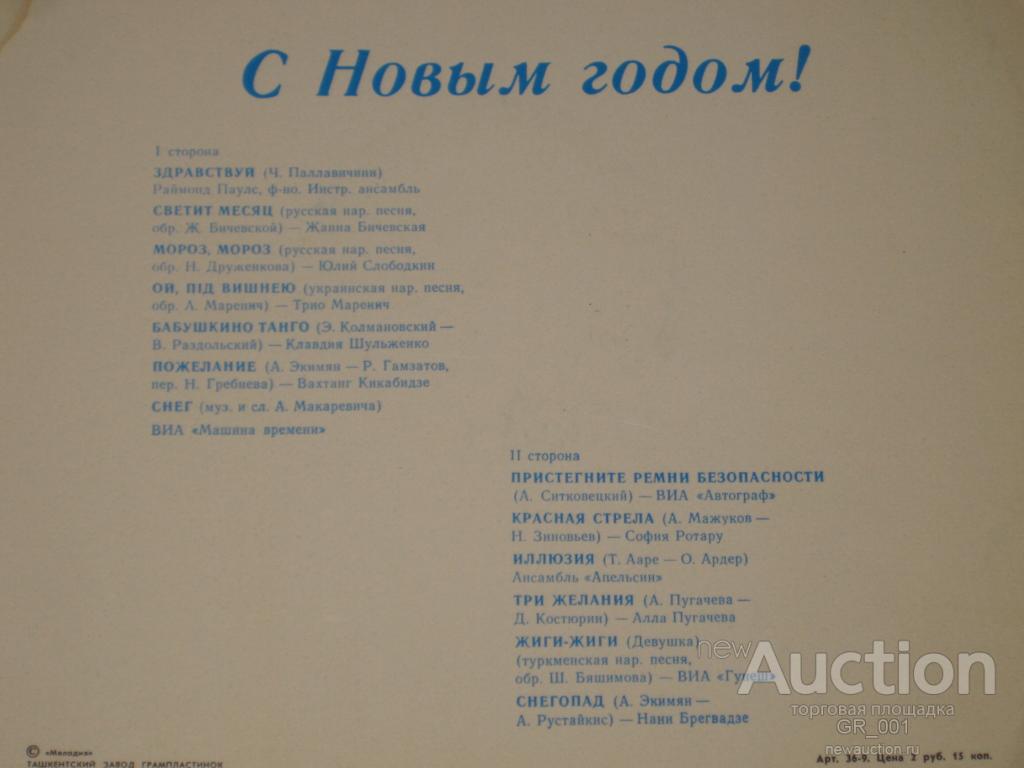 С Новым годом!
I сторона
ЗДРАВСТВУЙ (Ч. Паллавичини)
Раймонд Паулс, ф-но. Инстр. ансамбль
СВЕТИТ МЕСЯЦ (русская нар. песня,
обр. Ж. Бичевской) — Жанна Бичевская
МОРОЗ, МОРОЗ (русская нар. песня,
обр. Н. Друженкова) — Юлий Слободкин
ОЙ, ПІД ВИШНЕЮ (украинская нар. песня,
обр. А. Маренич) — Трио Маренич
БАБУШКИНО ТАНГО (Э. Колмановский —
В. Раздольский) — Клавдия Шульженко
ПОЖЕЛАНИЕ (А. Экимян — Р. Гамзатов,
пер. Н. Гребнева) — Вахтанг Кикабидзе
СНЕГ (муз. и сл. А. Макаревича)
ВИА «Машина времени»
II сторона
ПРИСТЕГНИТЕ РЕМНИ БЕЗОПАСНОСТИ
(А. Ситковецкий) — ВИА «Автограф»
КРАСНАЯ СТРЕЛА (А. Мажуков —
Н. Зиновьев) — София Ротару
ИЛЛЮЗИЯ (Т. Ааре — О. Ардер)
Ансамбль «Апельсин»
ТРИ ЖЕЛАНИЯ (А. Пугачева —
Д. Костюрин) — Алла Пугачева
ЖИГИ-ЖИГИ (Девушка)
(туркменская нар. песня,
обр. Ш. Бяшимова) — ВИА «Гунеш»
СНЕГОПАД (А. Экимян —
А. Рустайкис) — Нани Брегвадзе
newAuction
торговая площадка
GR_001
newauction.ru
© «Мелодия»
ТАШКЕНТСКИЙ ЗАВОД ГРАМПЛАСТИНОК
Арт. 36-9. Цена 2 руб. 15 коп.